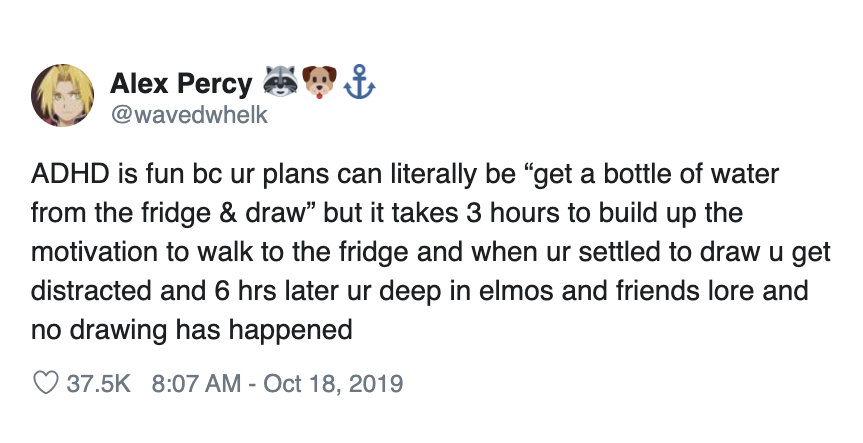 Alex Percy 🦝🐶⚓
@wavedwhelk
ADHD is fun bc ur plans can literally be “get a bottle of water
from the fridge & draw” but it takes 3 hours to build up the
motivation to walk to the fridge and when ur settled to draw u get
distracted and 6 hrs later ur deep in elmos and friends lore and
no drawing has happened
37.5K 8:07 AM - Oct 18, 2019